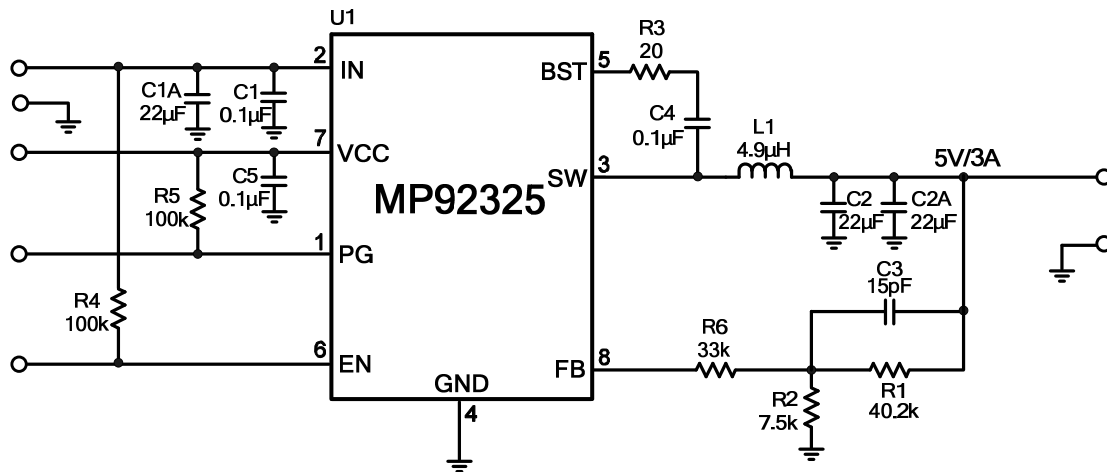 U1
MP92325
2
IN
7
VCC
1
PG
6
EN
GND
4
5
BST
3
SW
8
FB
C1A
22µF
C1
0.1µF
R5
100k
C5
0.1µF
R4
100k
R3
20
C4
0.1µF
L1
4.9µH
5V/3A
C2
22µF
C2A
22µF
C3
15pF
R6
33k
R2
7.5k
R1
40.2k